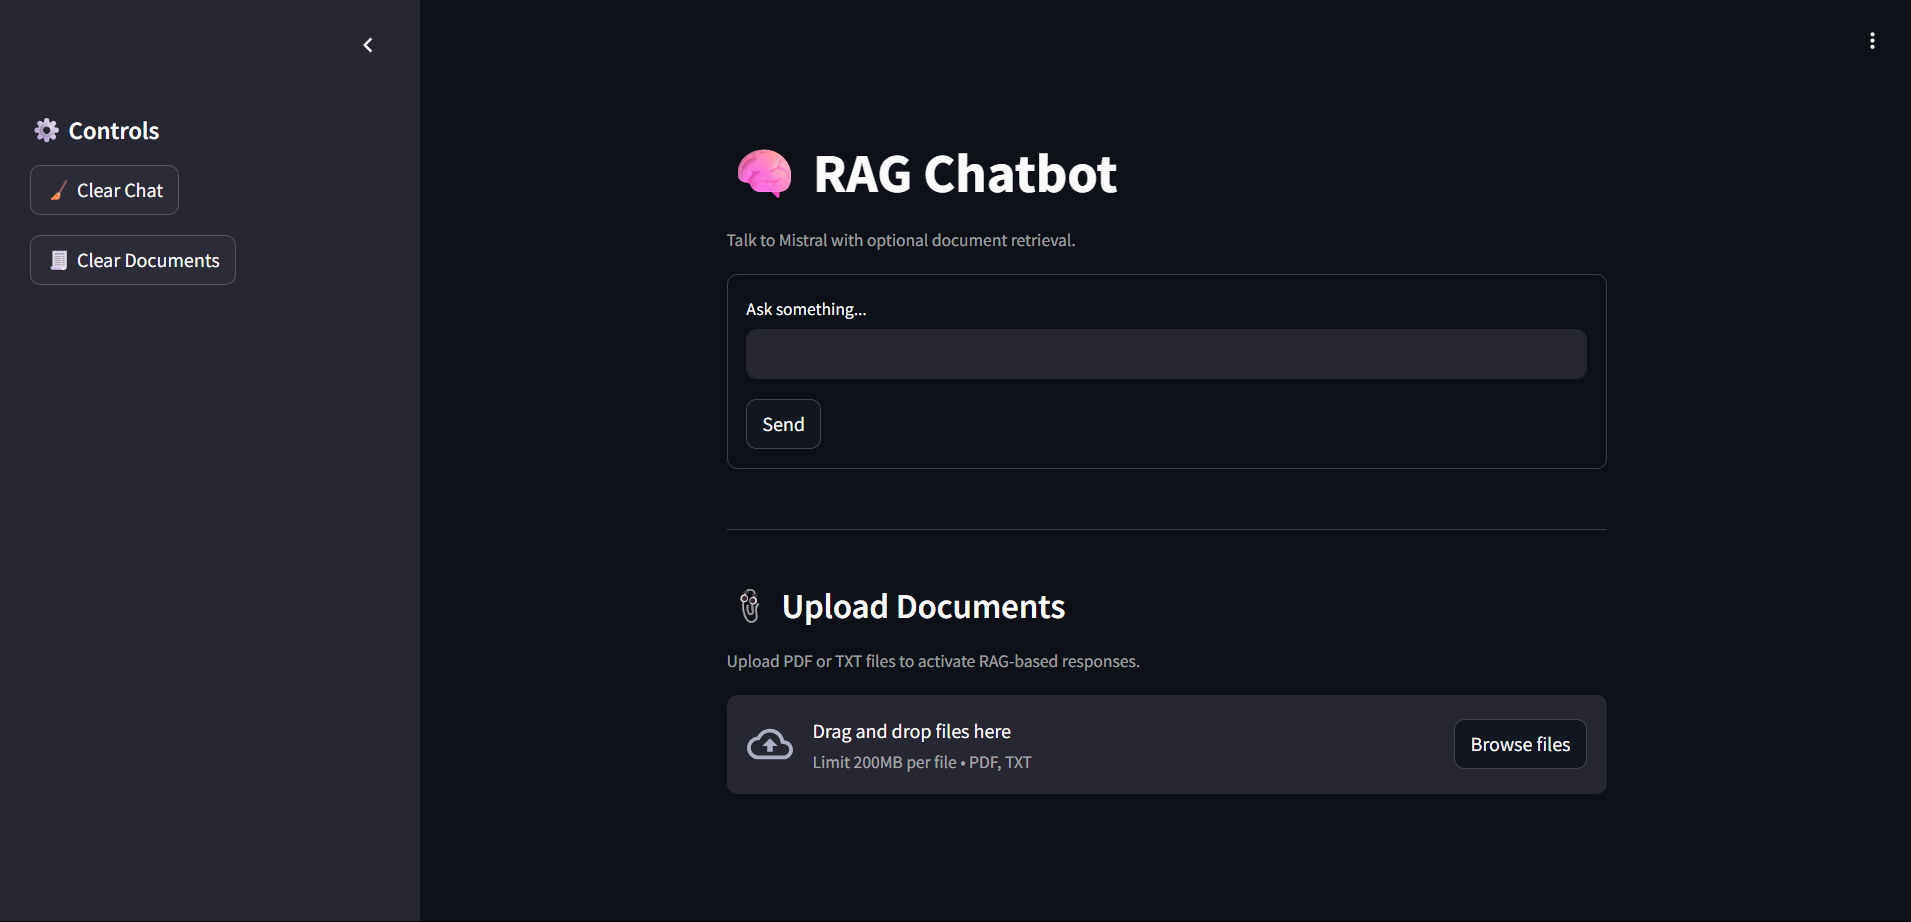 Controls
Clear Chat
Clear Documents
RAG Chatbot
Talk to Mistral with optional document retrieval.
Ask something...
Send
Upload Documents
Upload PDF or TXT files to activate RAG-based responses.
Drag and drop files here
Limit 200MB per file • PDF, TXT
Browse files